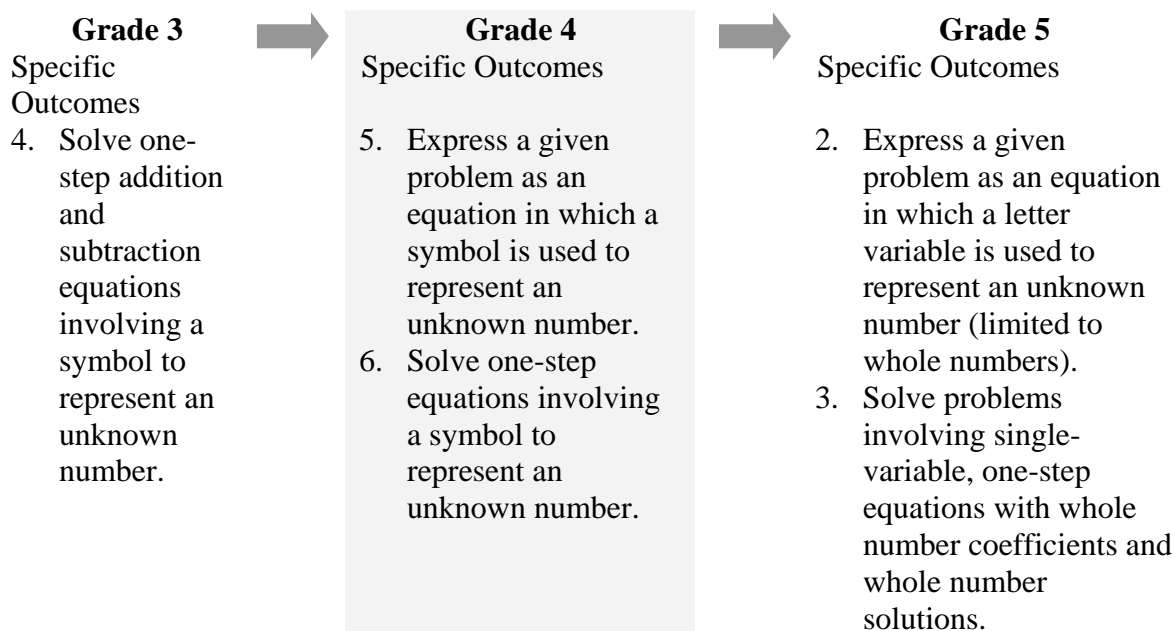 Grade 3
Specific
Outcomes
4. Solve one-
step addition
and
subtraction
equations
involving a
symbol to
represent an
unknown
number.
Grade 4
Specific Outcomes
5. Express a given
problem as an
equation in which a
symbol is used to
represent an
unknown number.
6. Solve one-step
equations involving
a symbol to
represent an
unknown number.
Grade 5
Specific Outcomes
2. Express a given
problem as an equation
in which a letter
variable is used to
represent an unknown
number (limited to
whole numbers).
3. Solve problems
involving single-
variable, one-step
equations with whole
number coefficients and
whole number
solutions.